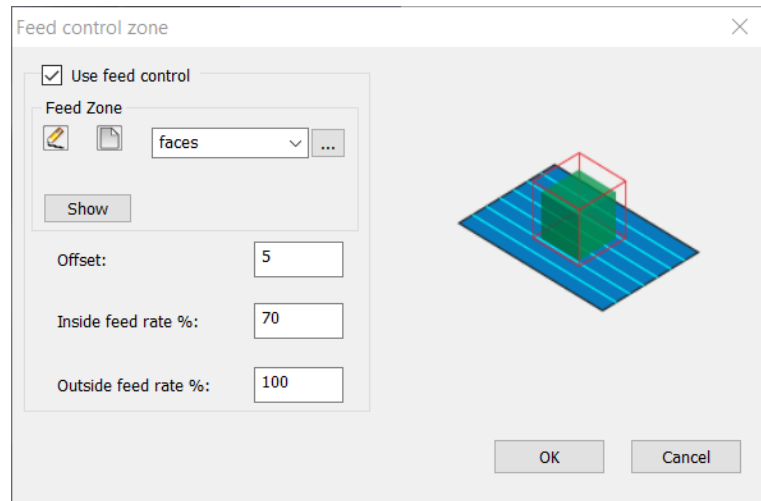 Feed control zone
Use feed control
Feed Zone
faces
...
Show
Offset: 5
Inside feed rate %: 70
Outside feed rate %: 100
OK Cancel